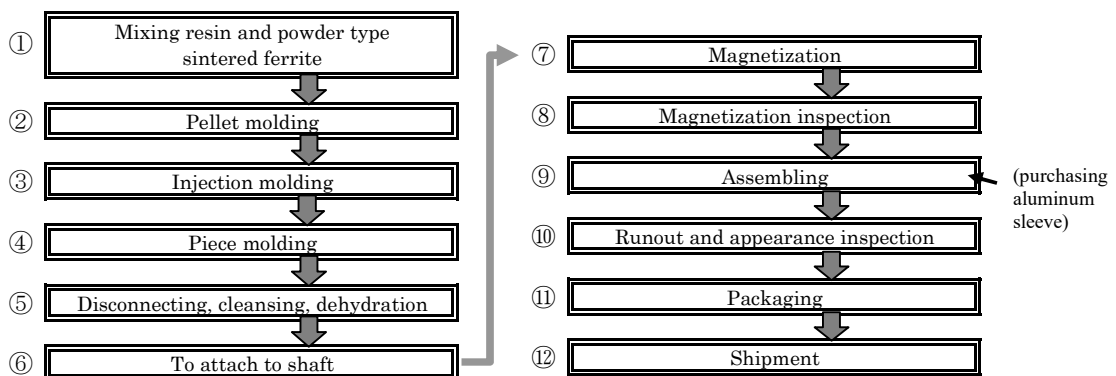 ① Mixing resin and powder type
sintered ferrite
② Pellet molding
③ Injection molding
④ Piece molding
⑤ Disconnecting, cleansing, dehydration
⑥ To attach to shaft
⑦ Magnetization
⑧ Magnetization inspection
⑨ Assembling
(purchasing
aluminum
sleeve)
⑩ Runout and appearance inspection
⑪ Packaging
⑫ Shipment